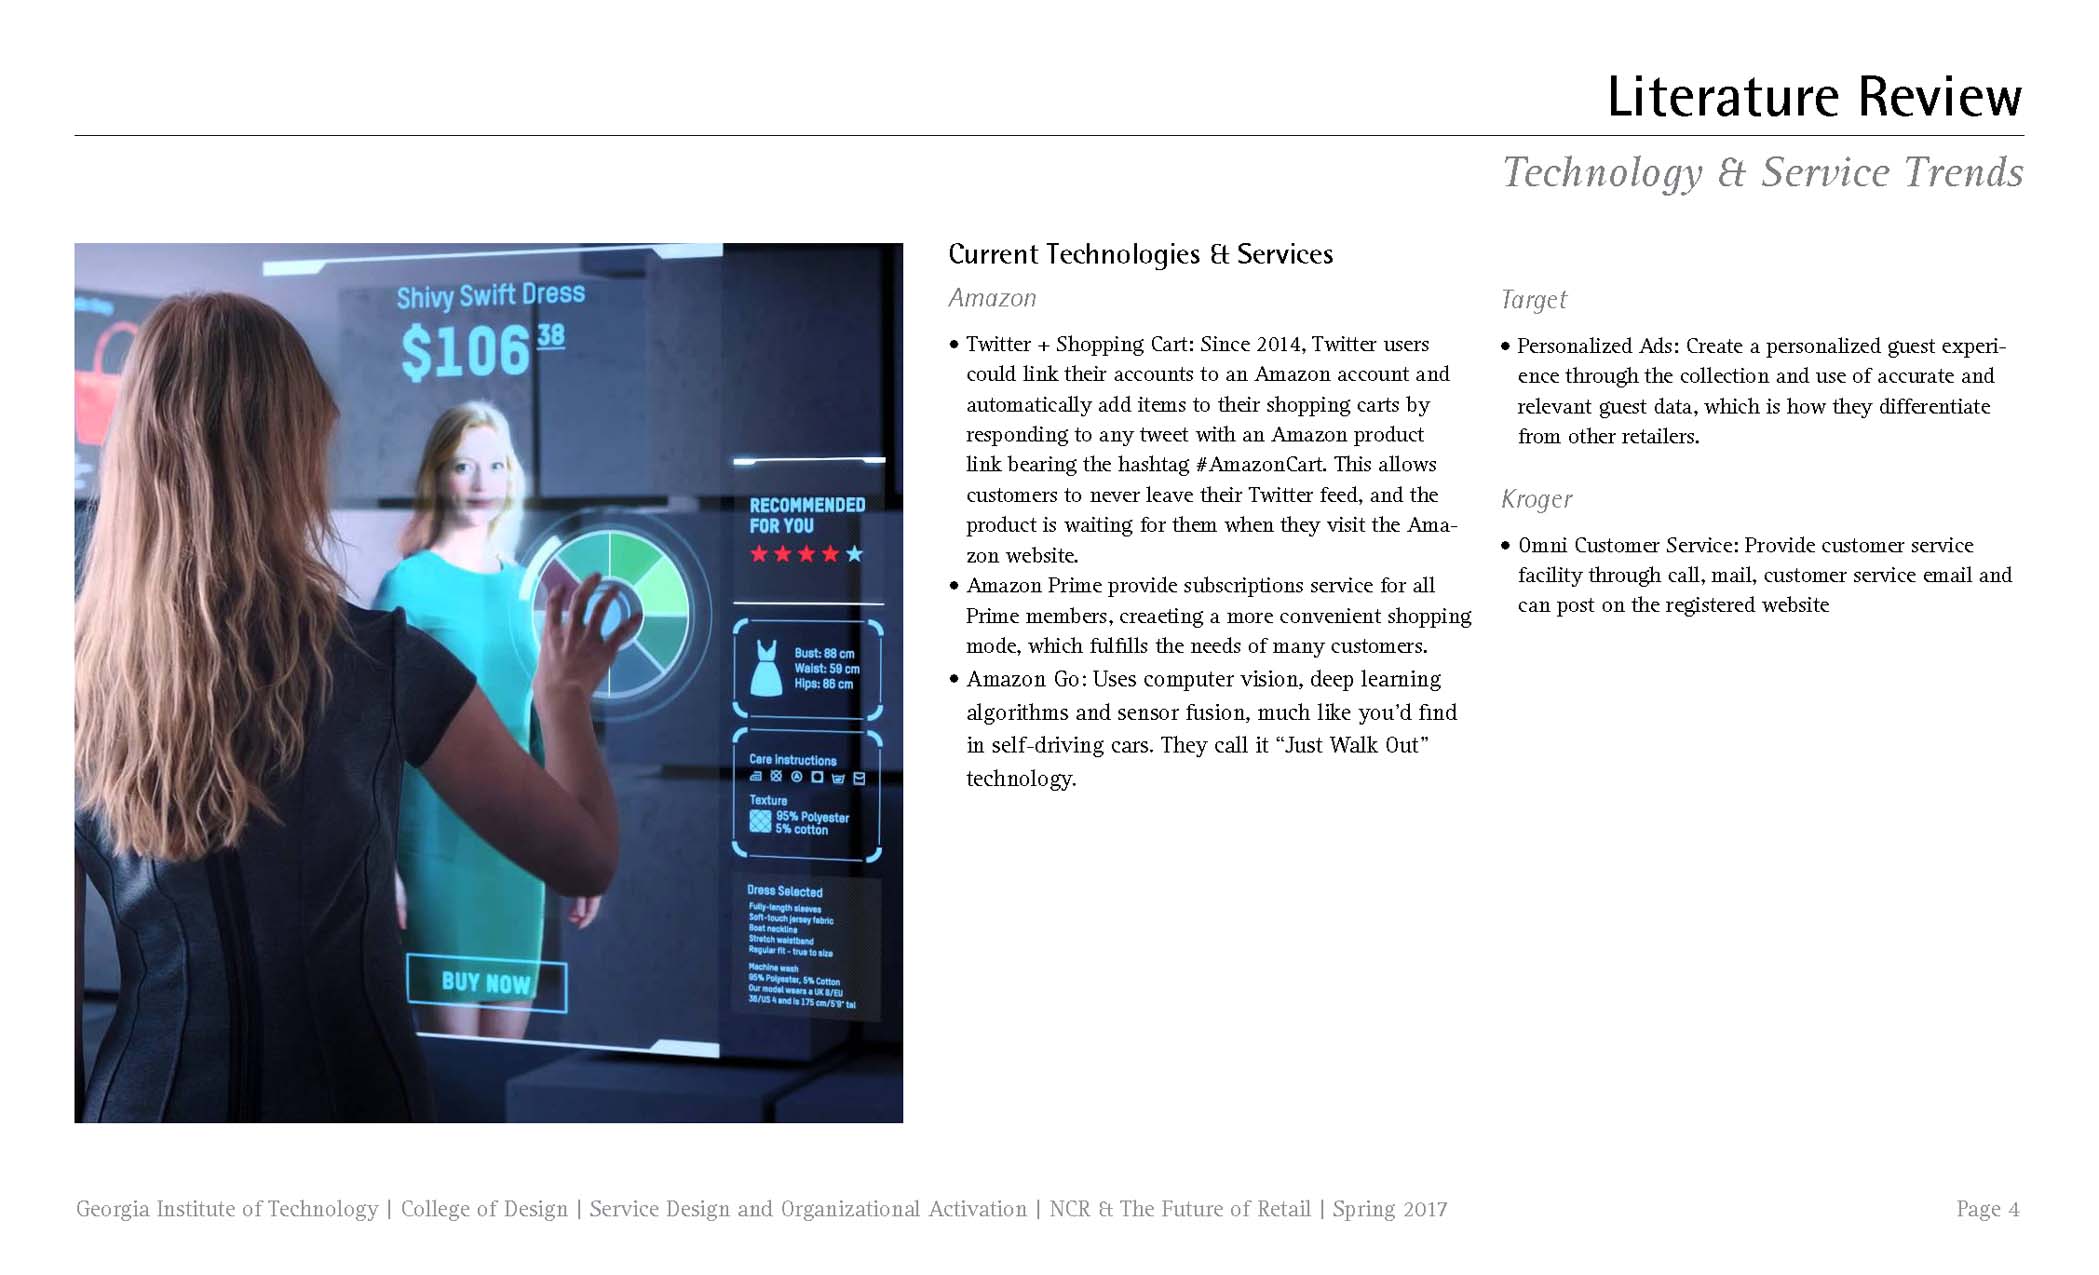 Literature Review
Technology & Service Trends
Shivy Swift Dress
$106 38
RECOMMENDED
FOR YOU
Bust: 88 cm
Waist: 59 cm
Hips: 86 cm
Care instructions
Texture
95% Polyester
5% cotton
Dress Selected
Fully-length sleeves
Soft-touch jersey fabric
Boat neckline
Stretch waistband
Regular fit - true to size
Machine wash
95% Polyester, 5% Cotton
Our model wears a UK 8/EU
36/US 4 and is 175 cm/5'9" tal
BUY NOW
Current Technologies & Services
Amazon
• Twitter + Shopping Cart: Since 2014, Twitter users
could link their accounts to an Amazon account and
automatically add items to their shopping carts by
responding to any tweet with an Amazon product
link bearing the hashtag #AmazonCart. This allows
customers to never leave their Twitter feed, and the
product is waiting for them when they visit the Ama-
zon website.
• Amazon Prime provide subscriptions service for all
Prime members, creaeting a more convenient shopping
mode, which fulfills the needs of many customers.
• Amazon Go: Uses computer vision, deep learning
algorithms and sensor fusion, much like you’d find
in self-driving cars. They call it “Just Walk Out”
technology.
Target
• Personalized Ads: Create a personalized guest experi-
ence through the collection and use of accurate and
relevant guest data, which is how they differentiate
from other retailers.
Kroger
• Omni Customer Service: Provide customer service
facility through call, mail, customer service email and
can post on the registered website
Georgia Institute of Technology | College of Design | Service Design and Organizational Activation | NCR & The Future of Retail | Spring 2017
Page 4